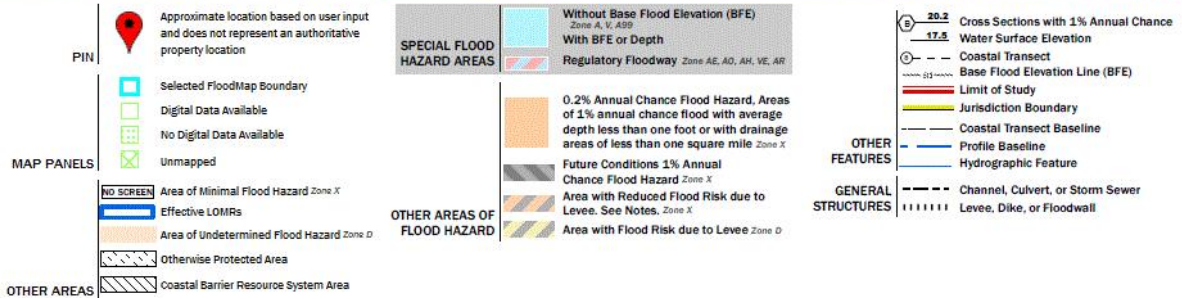 PIN
Approximate location based on user input
and does not represent an authoritative
property location
MAP PANELS
Selected FloodMap Boundary
Digital Data Available
No Digital Data Available
Unmapped
OTHER AREAS
NO SCREEN Area of Minimal Flood Hazard Zone X
Effective LOMRs
Area of Undetermined Flood Hazard Zone D
Otherwise Protected Area
Coastal Barrier Resource System Area
SPECIAL FLOOD
HAZARD AREAS
Without Base Flood Elevation (BFE)
Zone A, V, A99
With BFE or Depth
Regulatory Floodway Zone AE, AO, AH, VE, AR
OTHER AREAS OF
FLOOD HAZARD
0.2% Annual Chance Flood Hazard, Areas
of 1% annual chance flood with average
depth less than one foot or with drainage
areas of less than one square mile Zone X
Future Conditions 1% Annual
Chance Flood Hazard Zone X
Area with Reduced Flood Risk due to
Levee. See Notes. Zone X
Area with Flood Risk due to Levee Zone D
OTHER
FEATURES
B 20.2 Cross Sections with 1% Annual Chance
17.5 Water Surface Elevation
8 Coastal Transect
513 Base Flood Elevation Line (BFE)
Limit of Study
Jurisdiction Boundary
Coastal Transect Baseline
Profile Baseline
Hydrographic Feature
GENERAL
STRUCTURES
Channel, Culvert, or Storm Sewer
Levee, Dike, or Floodwall